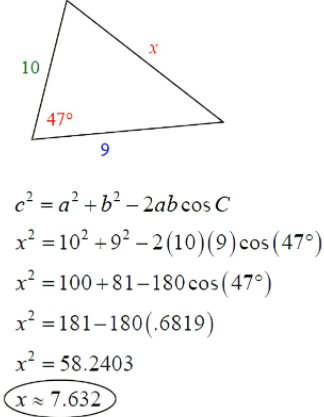 10
x
47°
9
c² = a² + b² − 2ab cos C
x² = 10² + 9² − 2(10)(9)cos(47°)
x² = 100 + 81 − 180cos(47°)
x² = 181 − 180(.6819)
x² = 58.2403
x ≈ 7.632